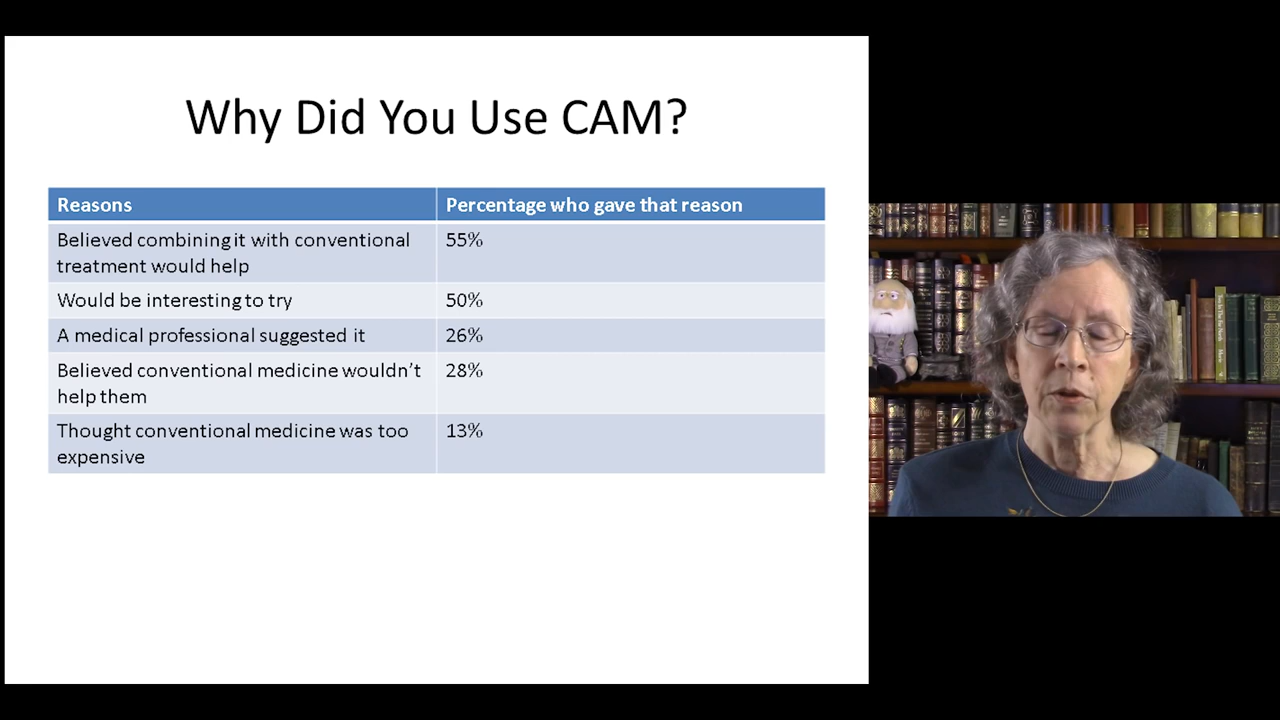 Why Did You Use CAM?
Reasons
Percentage who gave that reason
Believed combining it with conventional
treatment would help
55%
Would be interesting to try
50%
A medical professional suggested it
26%
Believed conventional medicine wouldn’t
help them
28%
Thought conventional medicine was too
expensive
13%